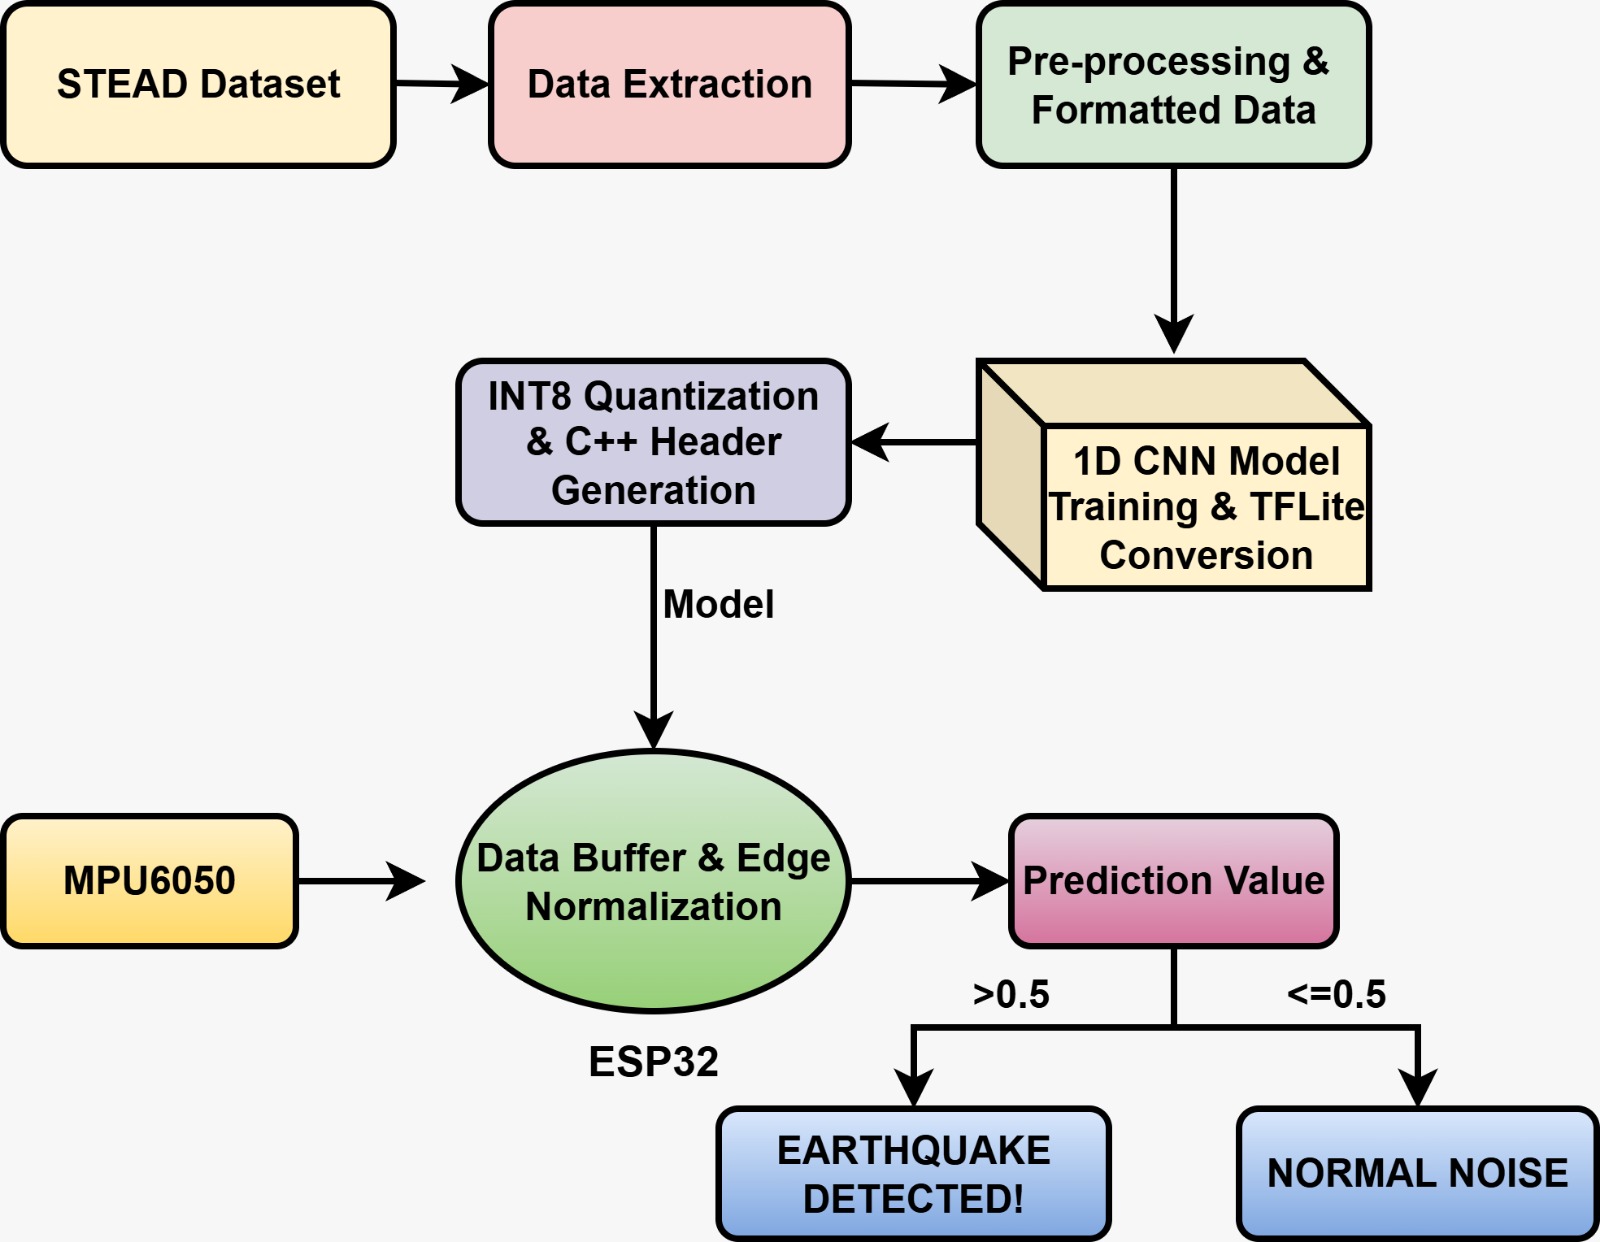 STEAD Dataset
Data Extraction
Pre-processing &
Formatted Data
INT8 Quantization
& C++ Header
Generation
1D CNN Model
Training & TFLite
Conversion
Model
MPU6050
Data Buffer & Edge
Normalization
Prediction Value
>0.5
<=0.5
ESP32
EARTHQUAKE
DETECTED!
NORMAL NOISE